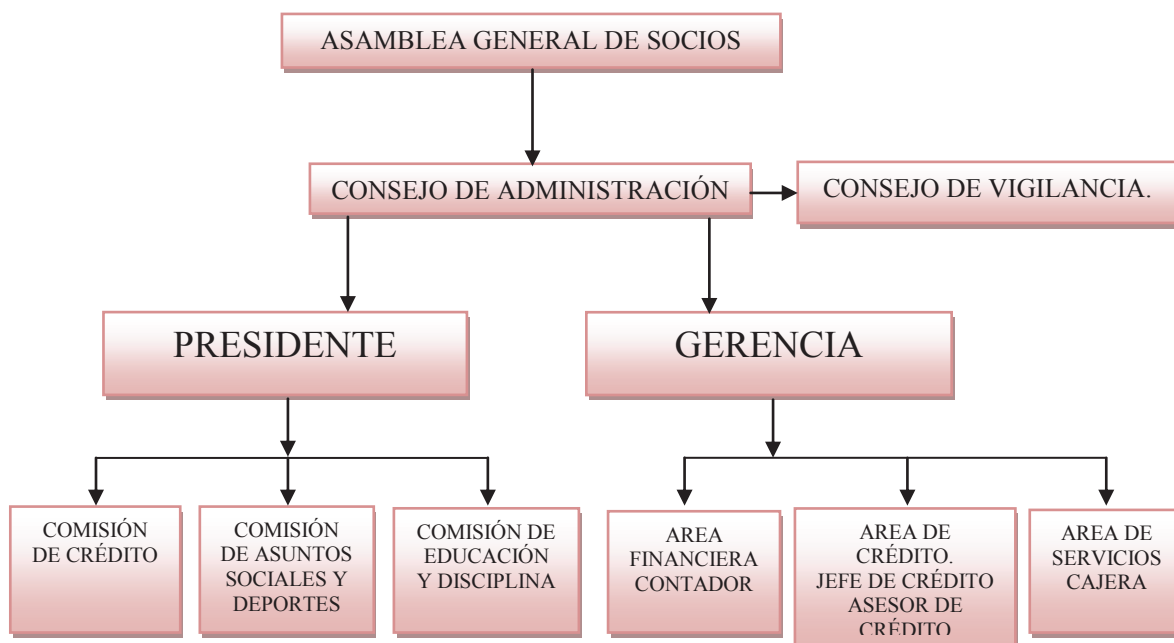 ASAMBLEA GENERAL DE SOCIOS
CONSEJO DE ADMINISTRACIÓN
CONSEJO DE VIGILANCIA.
PRESIDENTE
GERENCIA
COMISIÓN
DE CRÉDITO
COMISIÓN
DE ASUNTOS
SOCIALES Y
DEPORTES
COMISIÓN DE
EDUCACIÓN
Y DISCIPLINA
AREA
FINANCIERA
CONTADOR
AREA DE
CRÉDITO.
JEFE DE CRÉDITO
ASESOR DE
CRÉDITO
AREA DE
SERVICIOS
CAJERA